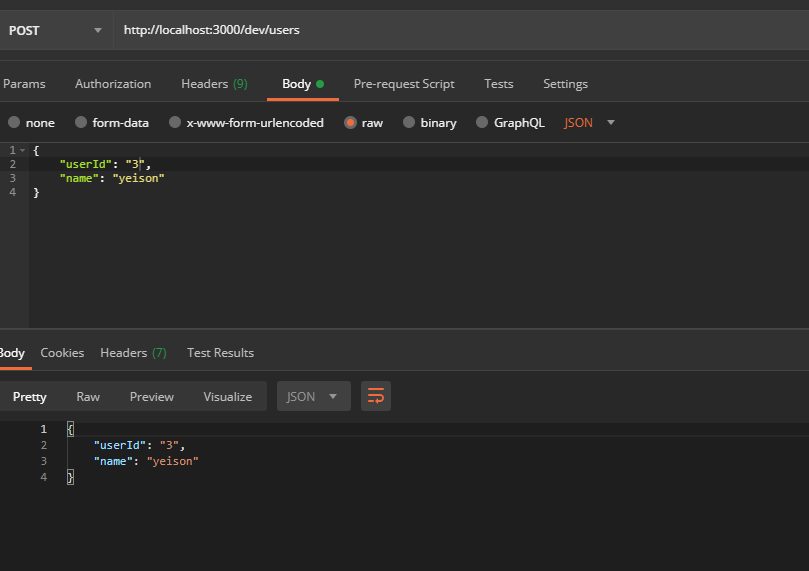 POST http://localhost:3000/dev/users
Params Authorization Headers (9) Body Pre-request Script Tests Settings
none form-data x-www-form-urlencoded raw binary GraphQL JSON
1 {
2 "userId": "3",
3 "name": "yeison"
4 }
Body Cookies Headers (7) Test Results
Pretty Raw Preview Visualize JSON
1 {
2 "userId": "3",
3 "name": "yeison"
4 }